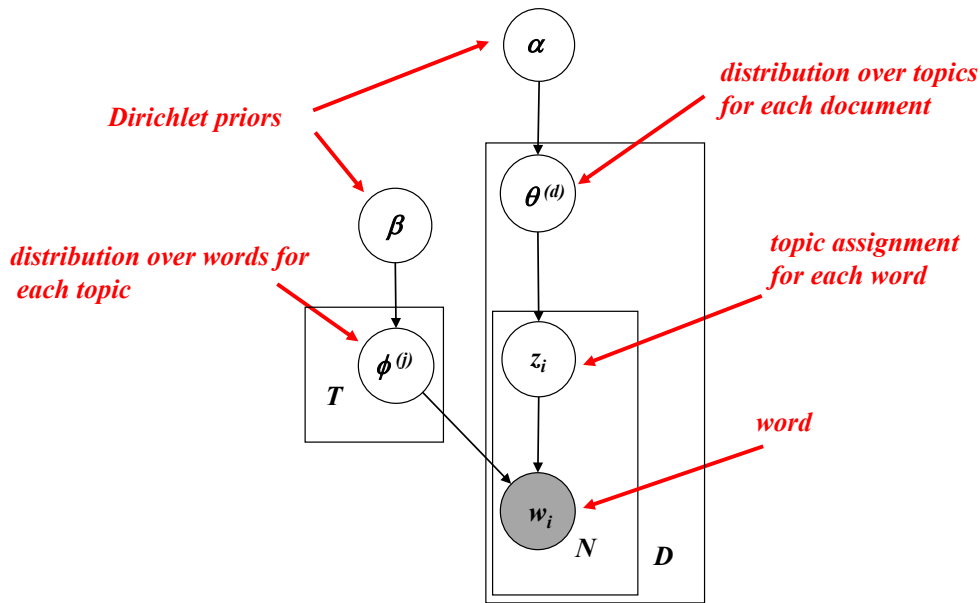 α
distribution over topics
for each document
Dirichlet priors
θ(d)
β
distribution over words for
each topic
topic assignment
for each word
ϕ(j)
zi
T
word
wi
N
D